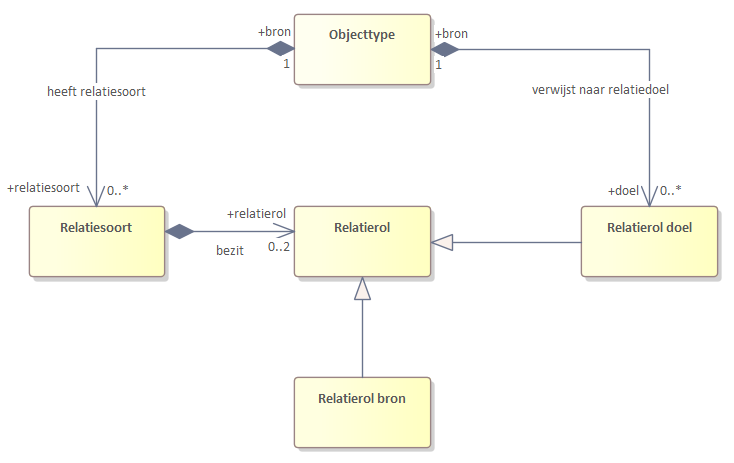 +bron
Objecttype
+bron
1
1
heeft relatiesoort
verwijst naar relatiedoel
+relatiesoort
0..*
+doel
0..*
Relatiesoort
+relatierol
Relatierol
Relatierol doel
bezit
0..2
Relatierol bron